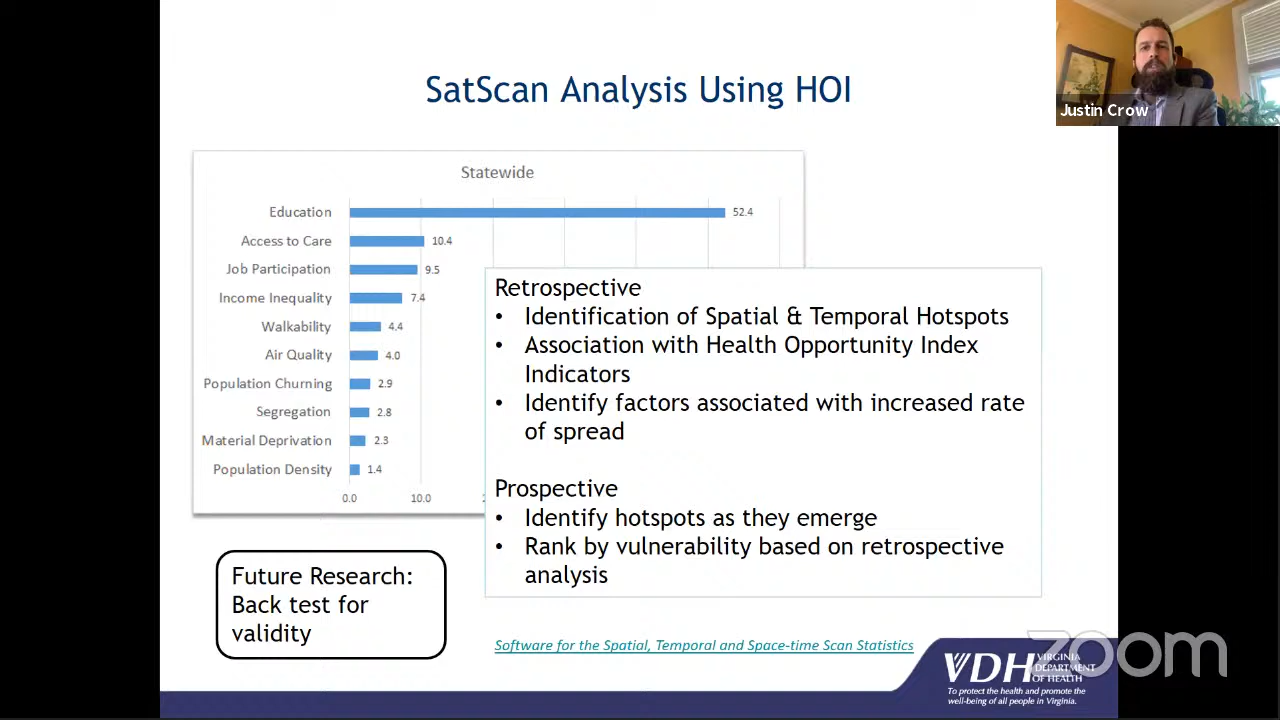 SatScan Analysis Using HOI
Justin Crow
Statewide
Education 52.4
Access to Care 10.4
Job Participation 9.5
Income Inequality 7.4
Walkability 4.4
Air Quality 4.0
Population Churning 2.9
Segregation 2.8
Material Deprivation 2.3
Population Density 1.4
0.0 10.0
Retrospective
• Identification of Spatial & Temporal Hotspots
• Association with Health Opportunity Index
Indicators
• Identify factors associated with increased rate
of spread
Prospective
• Identify hotspots as they emerge
• Rank by vulnerability based on retrospective
analysis
Future Research:
Back test for
validity
Software for the Spatial, Temporal and Space-time Scan Statistics
VDH VIRGINIA
DEPARTMENT
OF HEALTH
To protect the health and promote the
well-being of all people in Virginia.
zoom